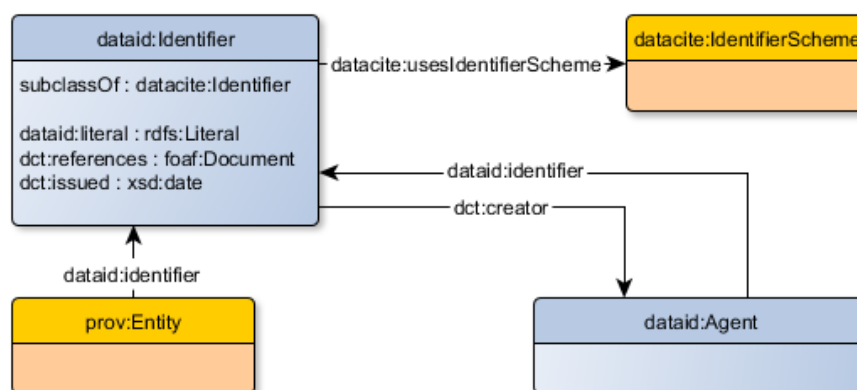 dataid:Identifier
subclassOf : datacite:Identifier
dataid:literal : rdfs:Literal
dct:references : foaf:Document
dct:issued : xsd:date
datacite:usesIdentifierScheme
datacite:IdentifierScheme
dataid:identifier
dct:creator
dataid:identifier
prov:Entity
dataid:Agent